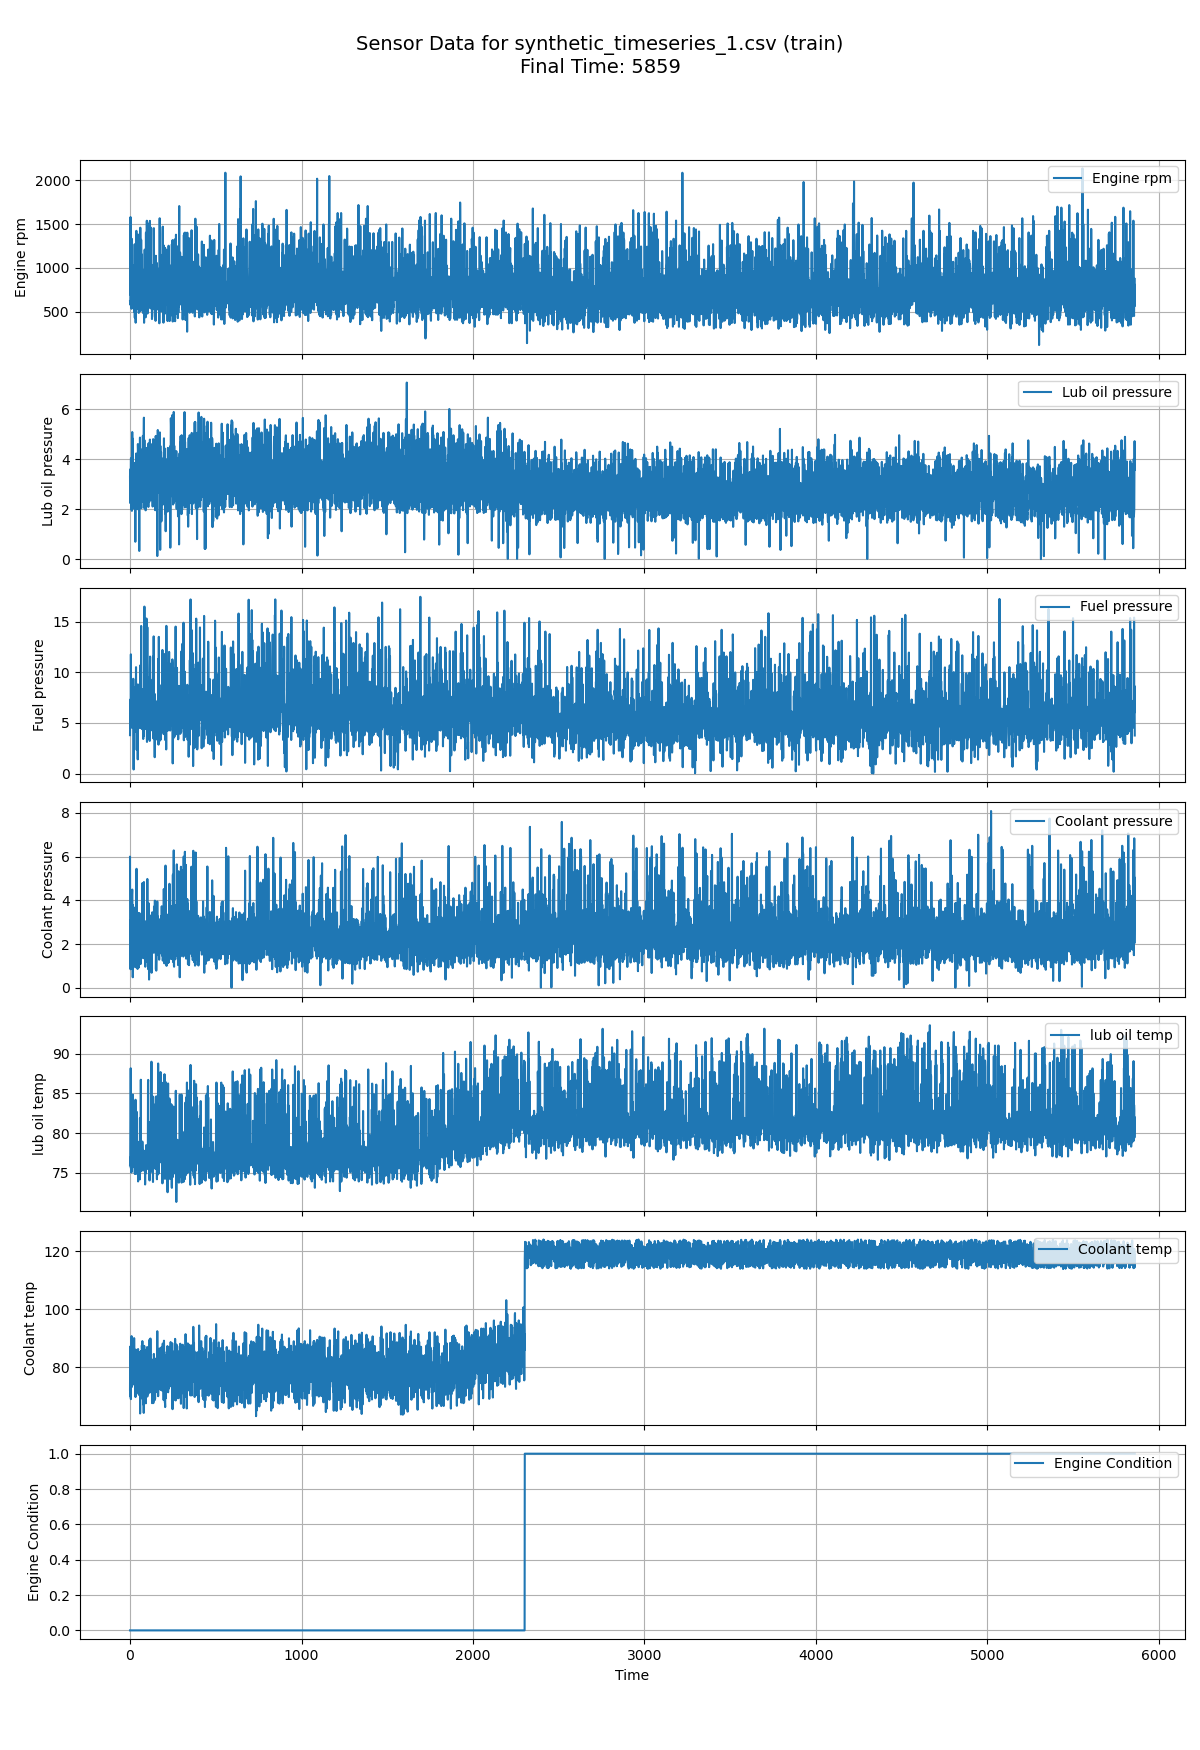 Sensor Data for synthetic_timeseries_1.csv (train)
Final Time: 5859
Engine rpm
2000
1500
1000
500
Engine rpm
Lub oil pressure
6
4
2
0
Lub oil pressure
Fuel pressure
15
10
5
0
Fuel pressure
Coolant pressure
8
6
4
2
0
Coolant pressure
lub oil temp
90
85
80
75
lub oil temp
Coolant temp
120
100
80
Coolant temp
Engine Condition
1.0
0.8
0.6
0.4
0.2
0.0
Engine Condition
0 1000 2000 3000 4000 5000 6000
Time